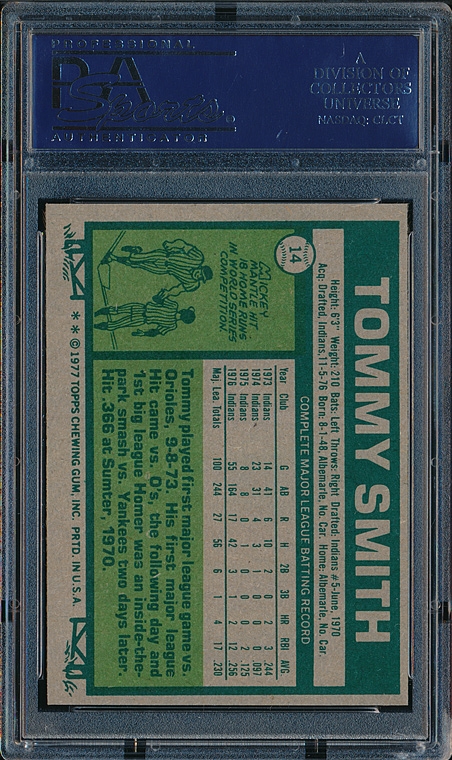 PROFESSIONAL
PSA
Sports
AUTHENTICATOR
A
DIVISION OF
COLLECTORS
UNIVERSE
NASDAQ: CLCT
14
TOMMY SMITH
Height: 6'3" Weight: 210 Bats: Left Throws: Right Drafted: Indians #5-June, 1970
Acq: Drafted, Indians, 11-5-76 Born: 8-1-48, Albemarle, No. Car. Home: Albemarle, No. Car.
COMPLETE MAJOR LEAGUE BATTING RECORD
Year Club G AB R H 2B 3B HR RBI AVG
1973 Indians 14 41 6 10 2 0 2 3 .244
1974 Indians 23 31 4 3 1 0 0 0 .097
1975 Indians 8 8 0 1 0 0 0 2 .125
1976 Indians 55 164 17 42 3 1 2 12 .256
Maj. Lea. Totals 100 244 27 56 6 1 4 17 .230
MICKEY
MANTLE HIT
18 HOME RUNS
IN WORLD SERIES
COMPETITION.
Tommy played first major league game vs.
Orioles, 9-8-73. His first major league
Hit came vs. O's, the following day and
1st big league Homer was an inside-the-
park smash vs. Yankees two days later.
Hit .366 at Sumter, 1970.
**© 1977 TOPPS CHEWING GUM, INC. PRTD. IN U.S.A.